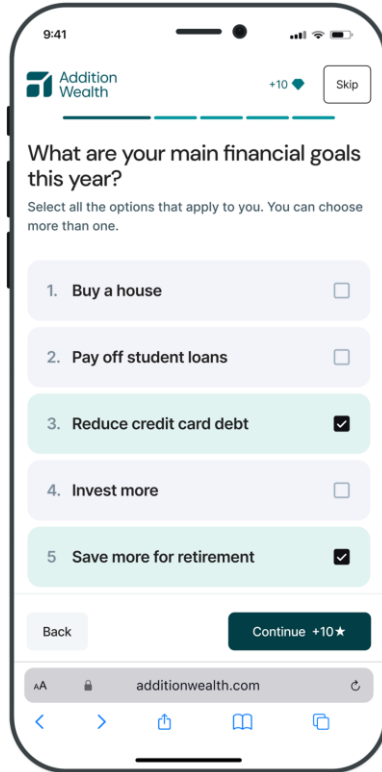 9:41
Addition
Wealth
+10
Skip
What are your main financial goals
this year?
Select all the options that apply to you. You can choose
more than one.
1. Buy a house
2. Pay off student loans
3. Reduce credit card debt
4. Invest more
5 Save more for retirement
Back
Continue +10★
AA
additionwealth.com